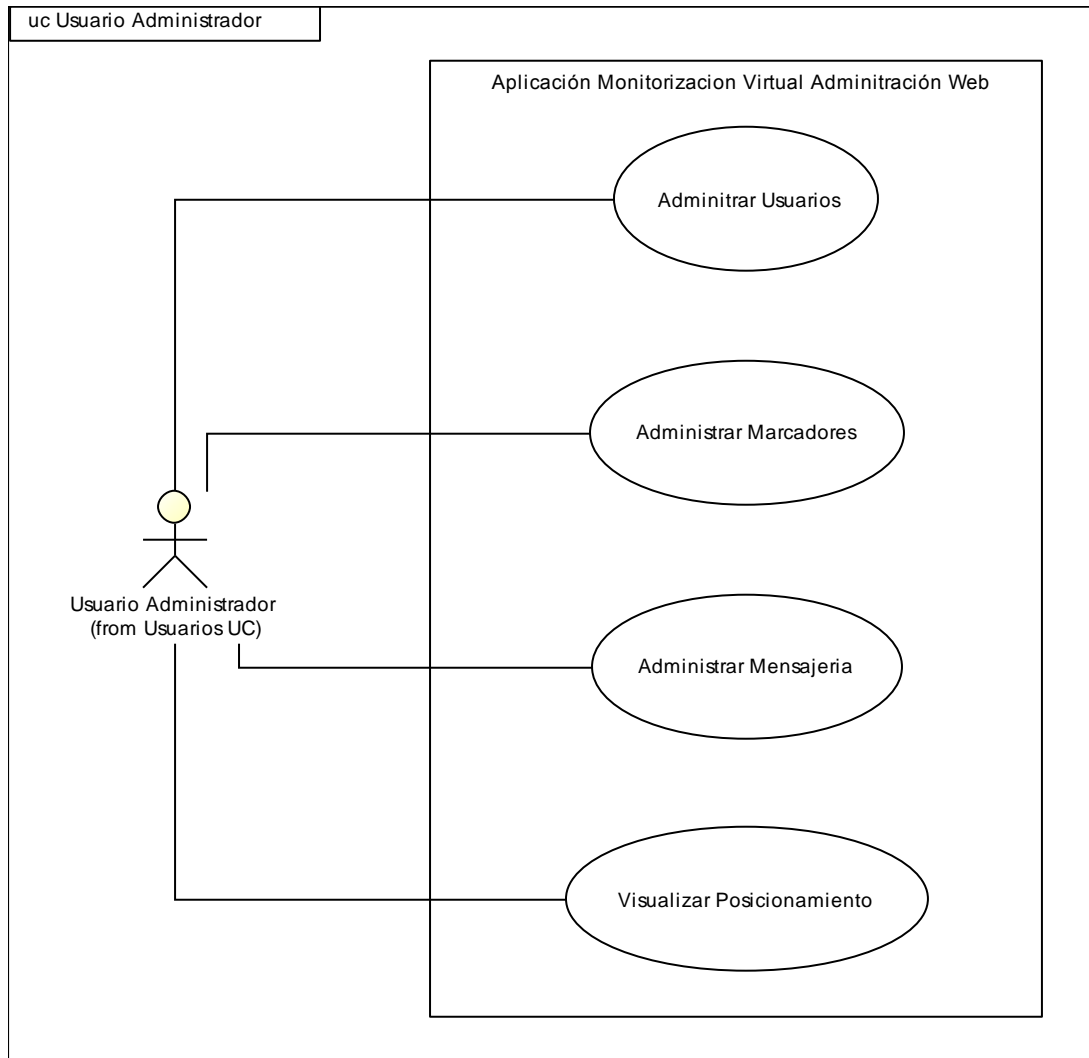 uc Usuario Administrador
Aplicación Monitorizacion Virtual Adminitración Web
Adminitrar Usuarios
Administrar Marcadores
Usuario Administrador
(from Usuarios UC)
Administrar Mensajeria
Visualizar Posicionamiento